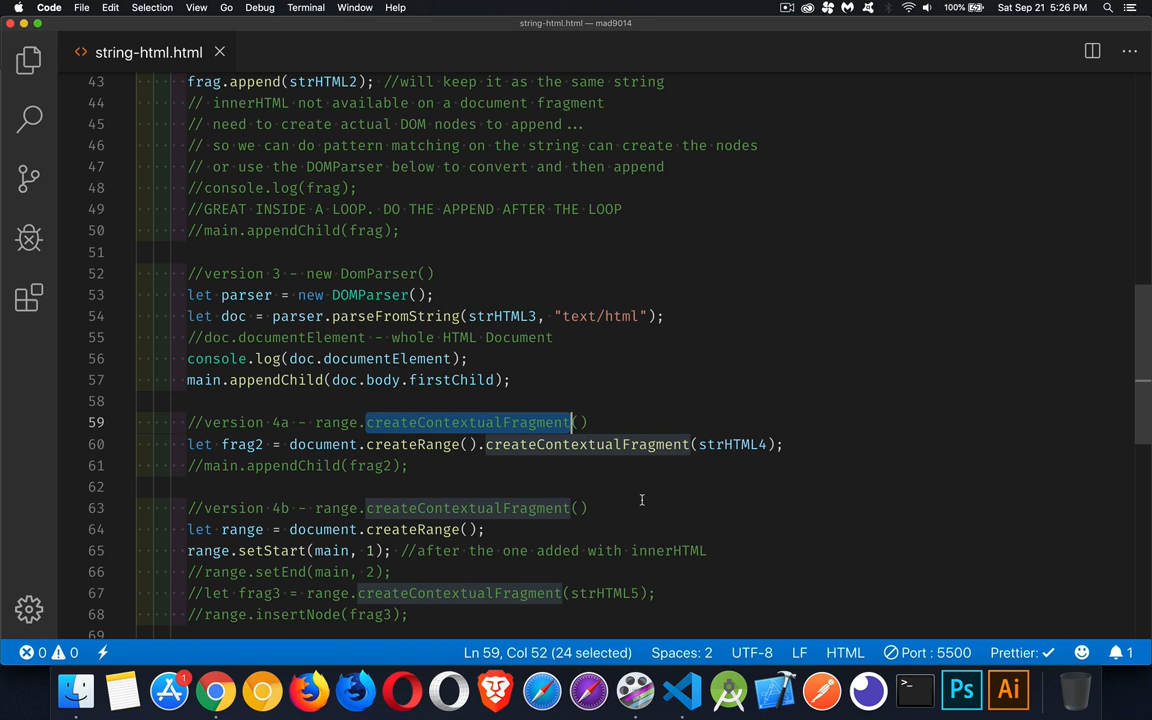 Code File Edit Selection View Go Debug Terminal Window Help 100% Sat Sep 21 5:26 PM
string-html.html — mad9014
<> string-html.html
43 frag.append(strHTML2); //will keep it as the same string
44 // innerHTML not available on a document fragment
45 // need to create actual DOM nodes to append...
46 // so we can do pattern matching on the string can create the nodes
47 // or use the DOMParser below to convert and then append
48 //console.log(frag);
49 //GREAT INSIDE A LOOP. DO THE APPEND AFTER THE LOOP
50 //main.appendChild(frag);
51
52 //version 3 - new DomParser()
53 let parser = new DOMParser();
54 let doc = parser.parseFromString(strHTML3, "text/html");
55 //doc.documentElement - whole HTML Document
56 console.log(doc.documentElement);
57 main.appendChild(doc.body.firstChild);
58
59 //version 4a - range.createContextualFragment()
60 let frag2 = document.createRange().createContextualFragment(strHTML4);
61 //main.appendChild(frag2);
62
63 //version 4b - range.createContextualFragment()
64 let range = document.createRange();
65 range.setStart(main, 1); //after the one added with innerHTML
66 //range.setEnd(main, 2);
67 //let frag3 = range.createContextualFragment(strHTML5);
68 //range.insertNode(frag3);
69
0 0 Ln 59, Col 52 (24 selected) Spaces: 2 UTF-8 LF HTML Port : 5500 Prettier: ✓ 1
1
>_
Ps
Ai